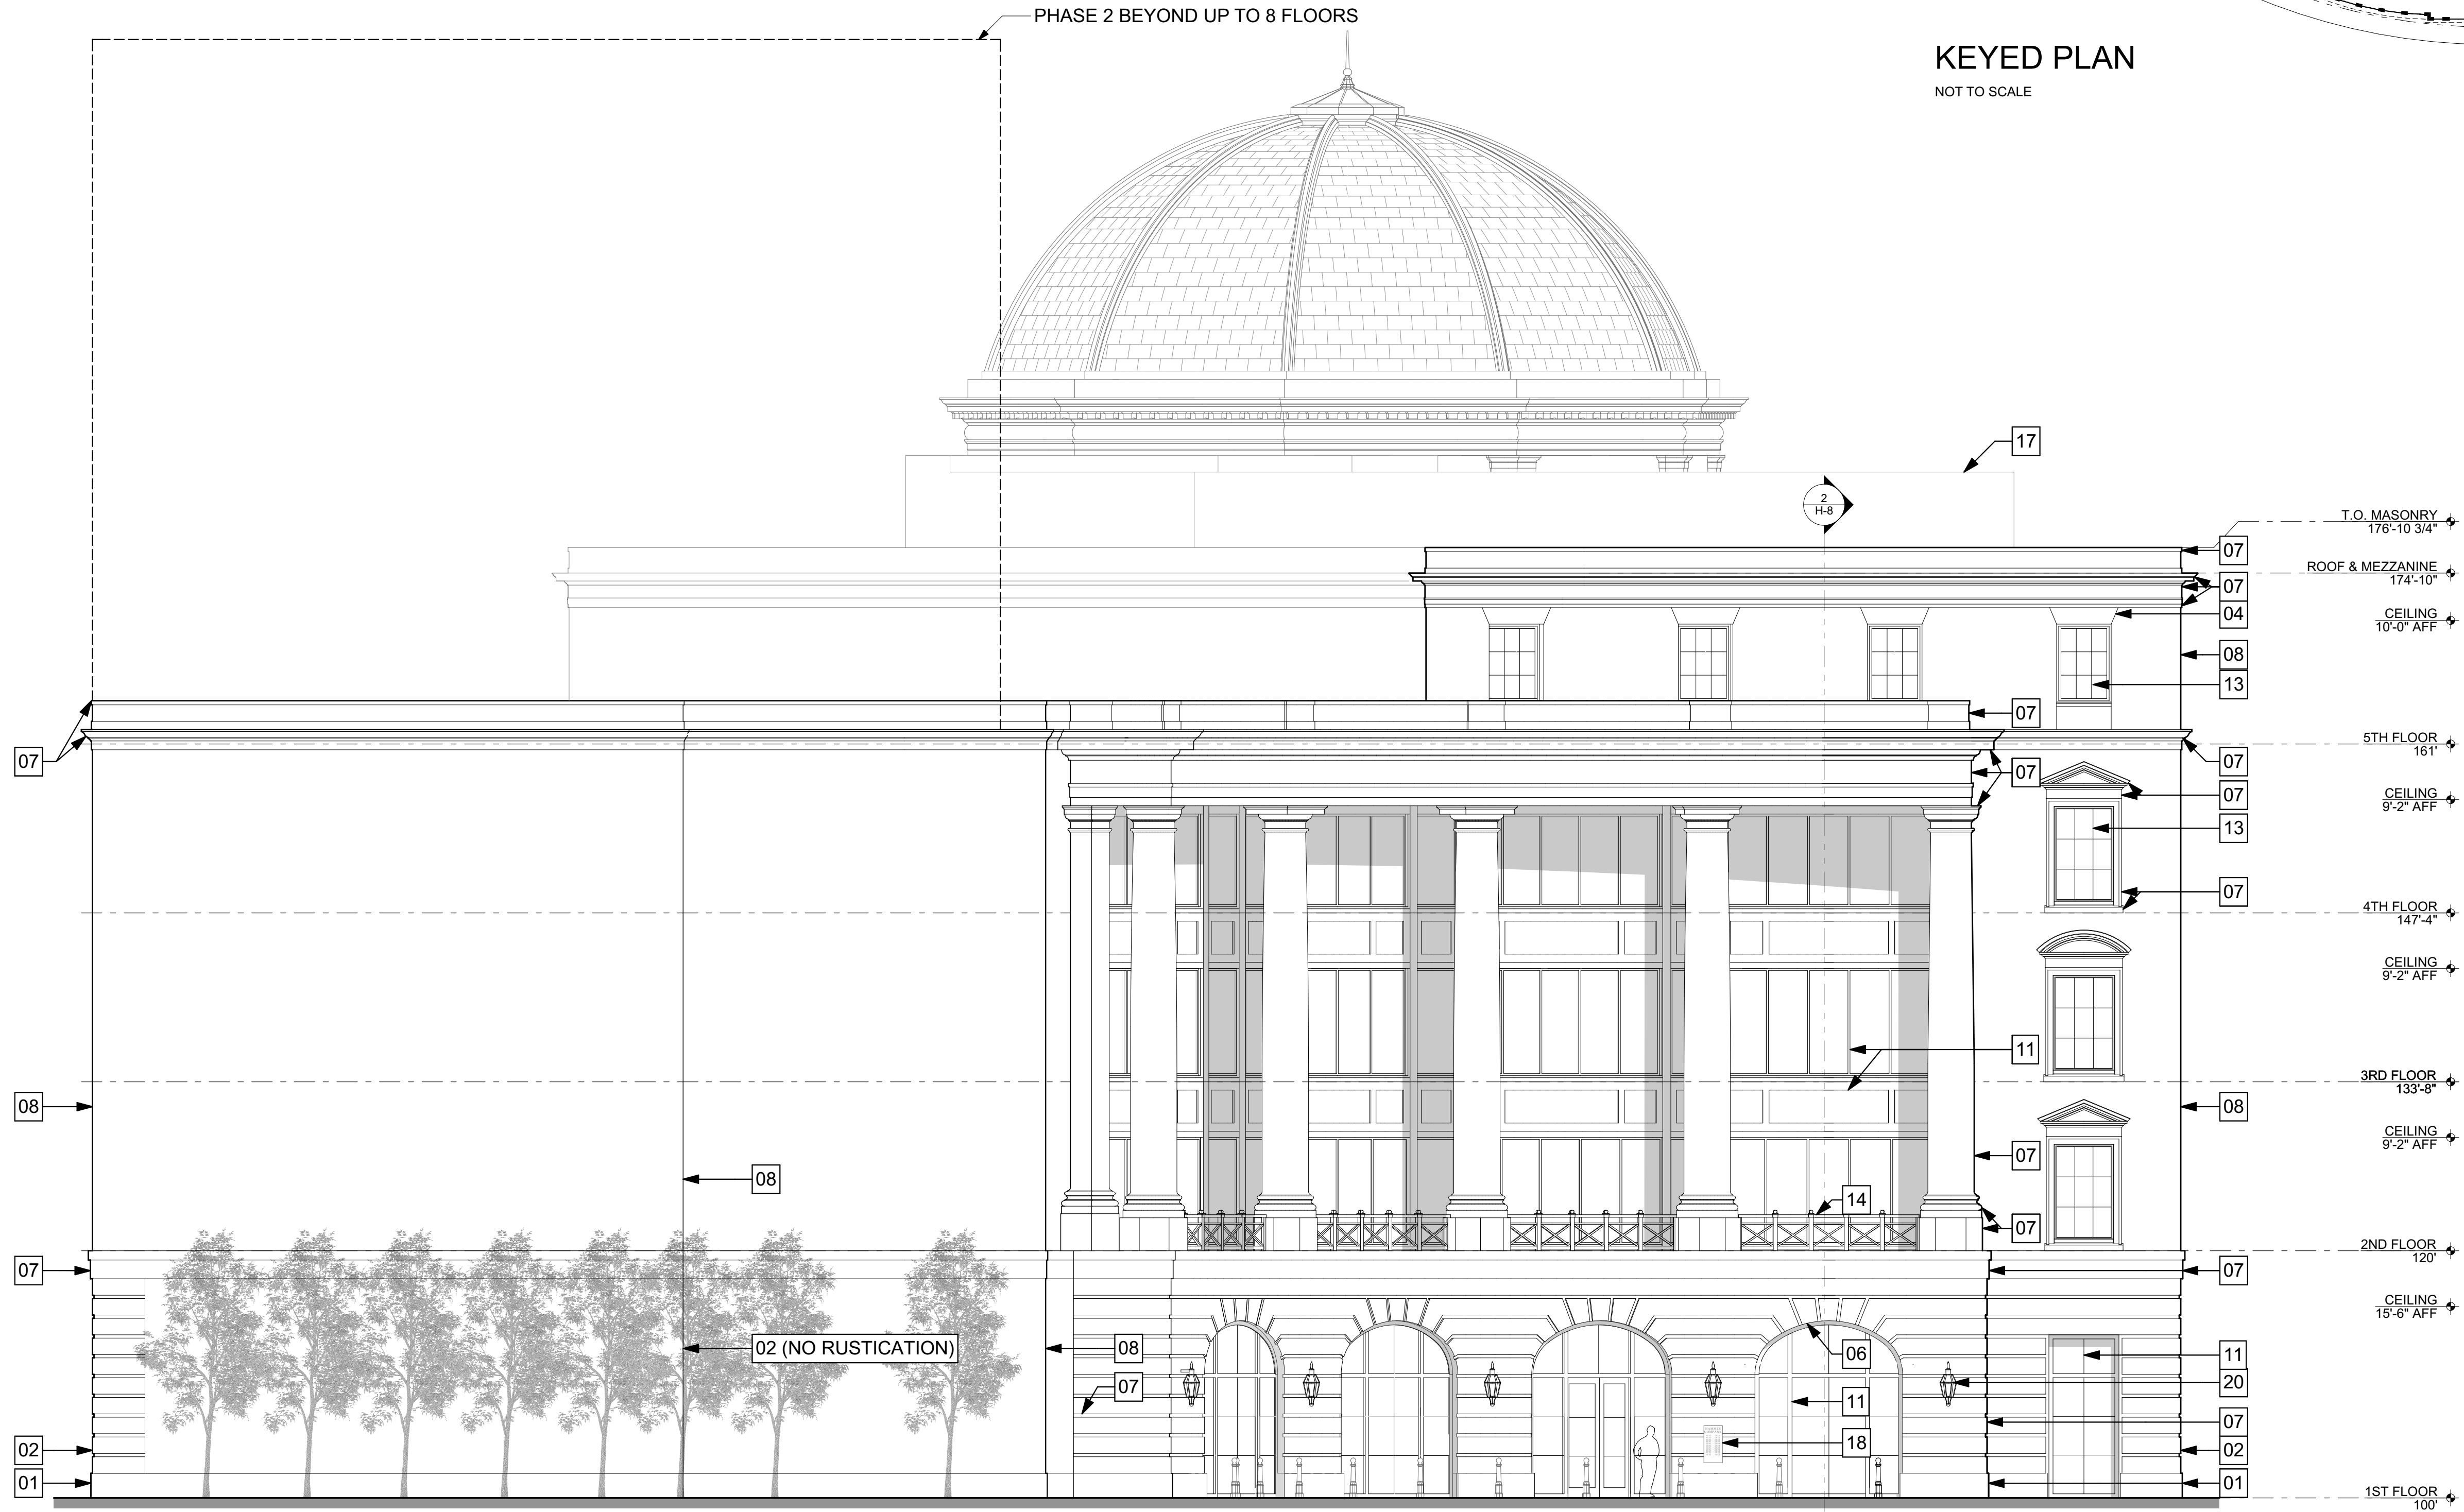 PHASE 2 BEYOND UP TO 8 FLOORS
KEYED PLAN
NOT TO SCALE
17
2
H-8
T.O. MASONRY
176'-10 3/4"
07
ROOF & MEZZANINE
174'-10"
07
04
CEILING
10'-0" AFF
08
13
07
07
5TH FLOOR
161'
07
07
07
CEILING
9'-2" AFF
13
07
4TH FLOOR
147'-4"
CEILING
9'-2" AFF
11
3RD FLOOR
133'-8"
08
08
CEILING
9'-2" AFF
07
08
14
07
2ND FLOOR
120'
07
07
CEILING
15'-6" AFF
02 (NO RUSTICATION)
08
06
11
07
20
11
07
18
02
02
01
01
1ST FLOOR
100'